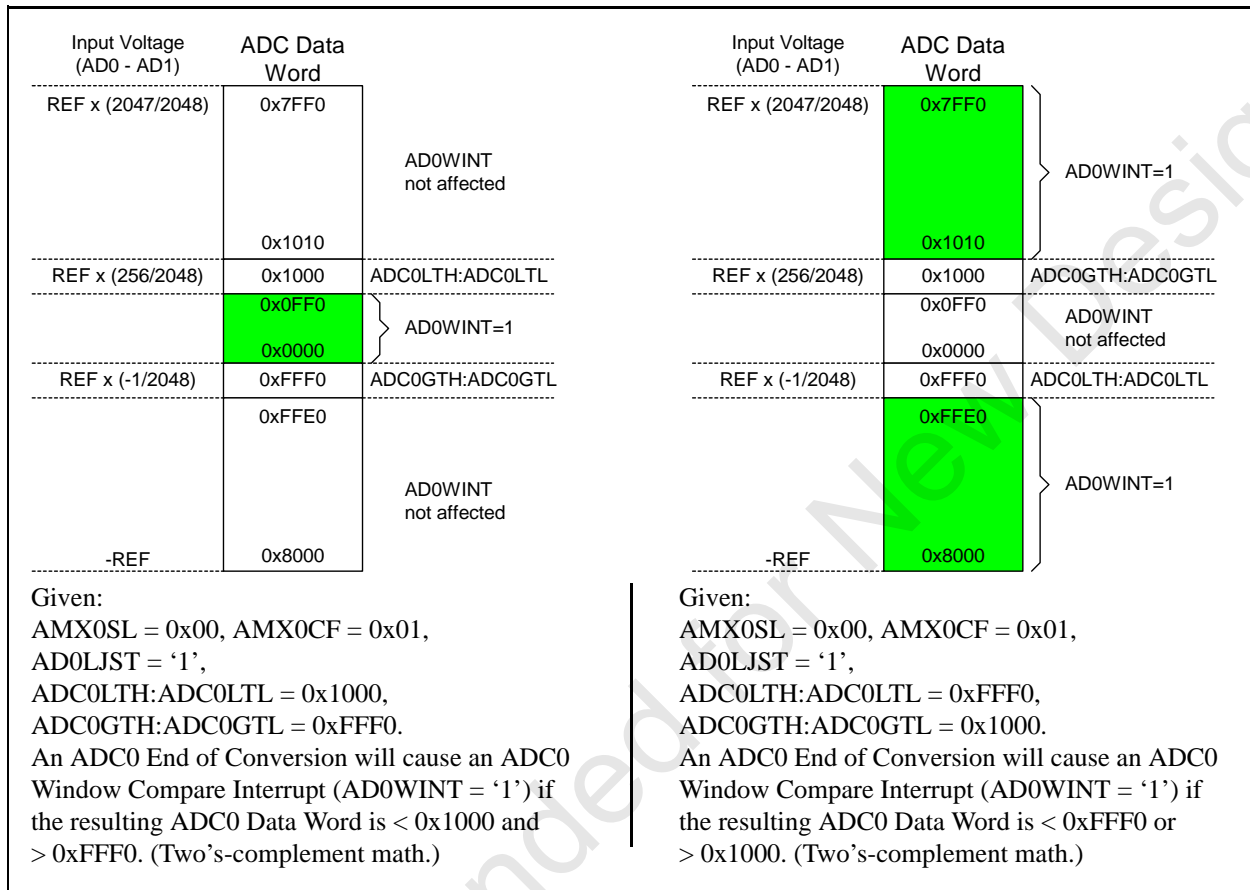 Input Voltage
(AD0 - AD1)
ADC Data
Word
REF x (2047/2048)
0x7FF0
AD0WINT
not affected
0x1010
REF x (256/2048)
0x1000
ADC0LTH:ADC0LTL
0x0FF0
AD0WINT=1
0x0000
REF x (-1/2048)
0xFFF0
ADC0GTH:ADC0GTL
0xFFE0
AD0WINT
not affected
-REF
0x8000
Given:
AMX0SL = 0x00, AMX0CF = 0x01,
AD0LJST = ‘1’,
ADC0LTH:ADC0LTL = 0x1000,
ADC0GTH:ADC0GTL = 0xFFF0.
An ADC0 End of Conversion will cause an ADC0
Window Compare Interrupt (AD0WINT = ‘1’) if
the resulting ADC0 Data Word is < 0x1000 and
> 0xFFF0. (Two’s-complement math.)
Input Voltage
(AD0 - AD1)
ADC Data
Word
REF x (2047/2048)
0x7FF0
AD0WINT=1
0x1010
REF x (256/2048)
0x1000
ADC0GTH:ADC0GTL
0x0FF0
AD0WINT
not affected
0x0000
REF x (-1/2048)
0xFFF0
ADC0LTH:ADC0LTL
0xFFE0
AD0WINT=1
-REF
0x8000
Given:
AMX0SL = 0x00, AMX0CF = 0x01,
AD0LJST = ‘1’,
ADC0LTH:ADC0LTL = 0xFFF0,
ADC0GTH:ADC0GTL = 0x1000.
An ADC0 End of Conversion will cause an ADC0
Window Compare Interrupt (AD0WINT = ‘1’) if
the resulting ADC0 Data Word is < 0xFFF0 or
> 0x1000. (Two’s-complement math.)
for New